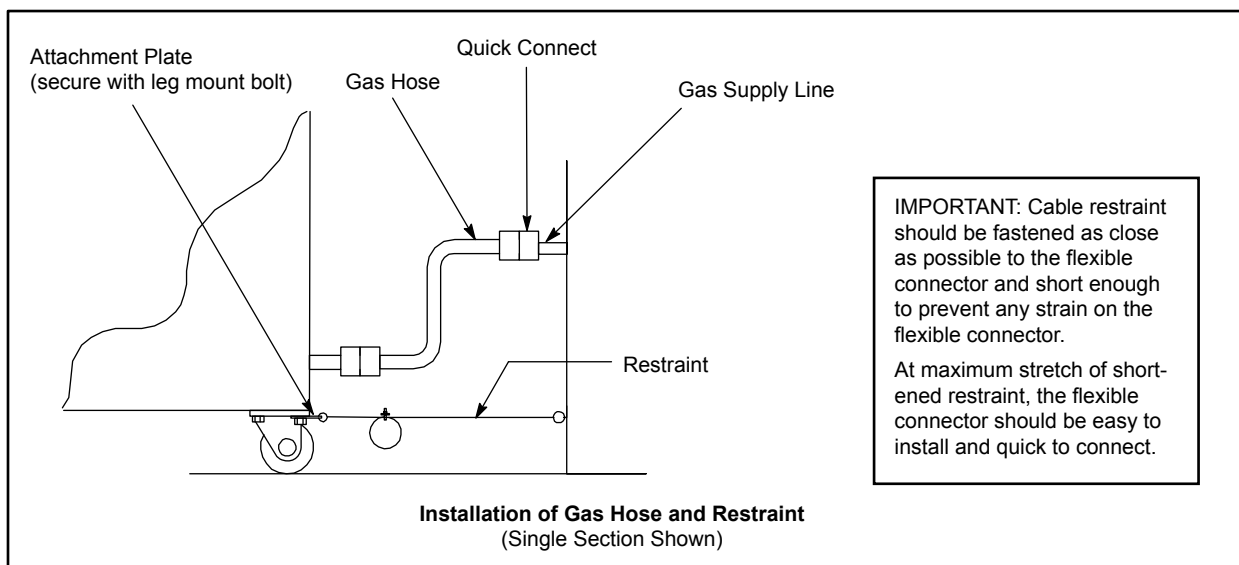 Attachment Plate
(secure with leg mount bolt)
Gas Hose
Quick Connect
Gas Supply Line
Restraint
IMPORTANT: Cable restraint
should be fastened as close
as possible to the flexible
connector and short enough
to prevent any strain on the
flexible connector.
At maximum stretch of short-
ened restraint, the flexible
connector should be easy to
install and quick to connect.
Installation of Gas Hose and Restraint
(Single Section Shown)